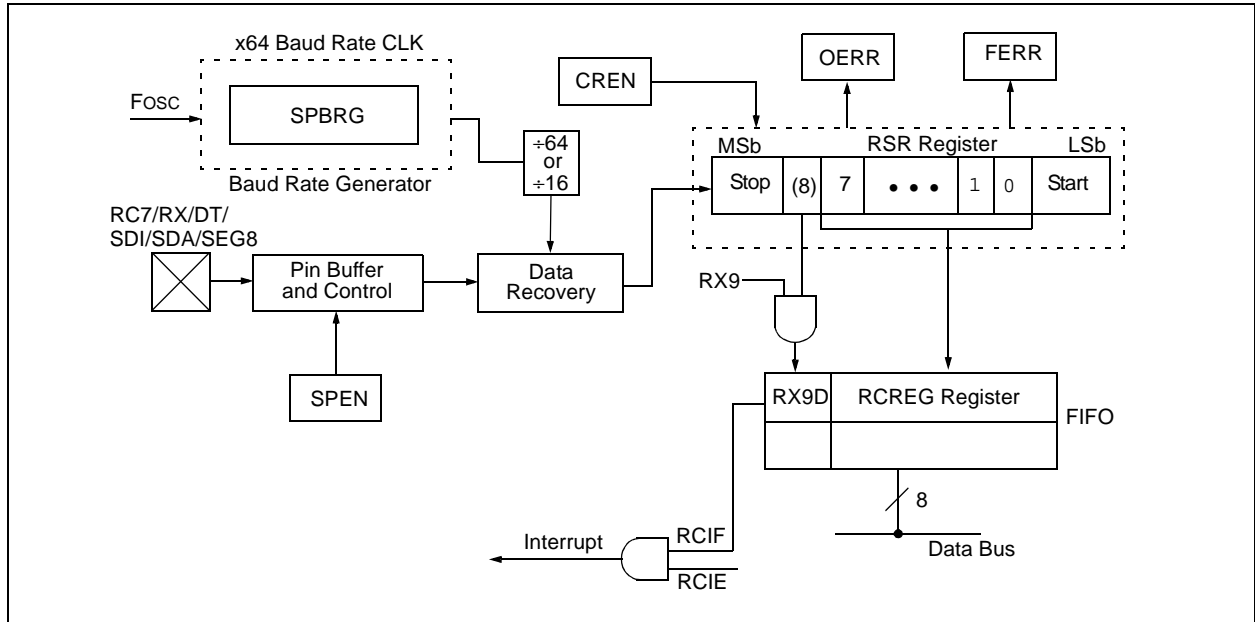 x64 Baud Rate CLK
FOSC
SPBRG
Baud Rate Generator
÷64
or
÷16
CREN
OERR
FERR
MSb
RSR Register
LSb
Stop
(8)
7
• • •
1
0
Start
RC7/RX/DT/
SDI/SDA/SEG8
Pin Buffer
and Control
Data
Recovery
RX9
SPEN
RX9D
RCREG Register
FIFO
8
Data Bus
Interrupt
RCIF
RCIE